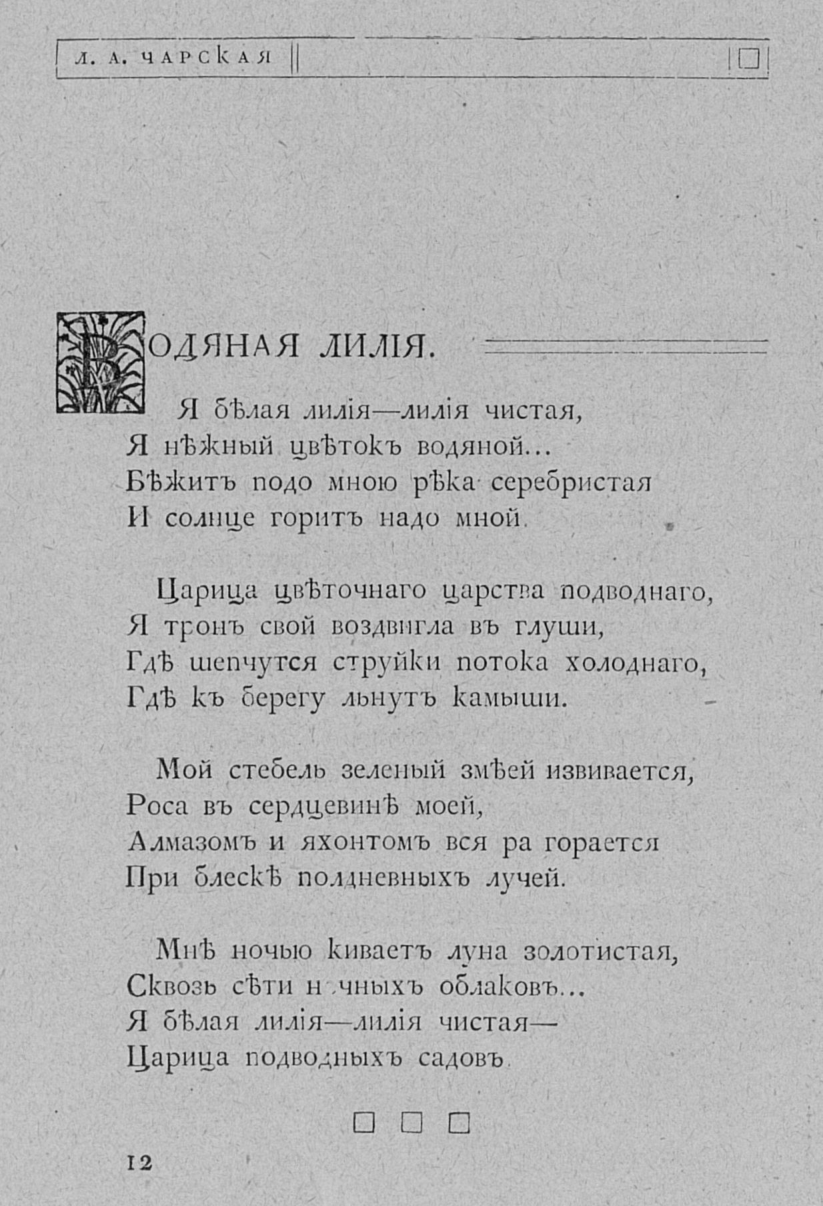 Л. А. ЧАРСКАЯ
ВОДЯНАЯ ЛИЛІЯ.
Я бѣлая лилія—лилія чистая,
Я нѣжный цвѣтокъ водяной...
Бѣжитъ подо мною рѣка серебристая
И солнце горитъ надо мной.
Царица цвѣточнаго царства подводнаго,
Я тронъ свой воздвигла въ глуши,
Гдѣ шепчутся струйки потока холоднаго,
Гдѣ къ берегу льнутъ камыши.
Мой стебель зеленый змѣей извивается,
Роса въ сердцевинѣ моей,
Алмазомъ и яхонтомъ вся ра горается
При блескѣ полдневныхъ лучей.
Мнѣ ночью киваетъ луна золотистая,
Сквозь сѣти н чныхъ облаковъ...
Я бѣлая лилія—лилія чистая—
Царица подводныхъ садовъ.
12